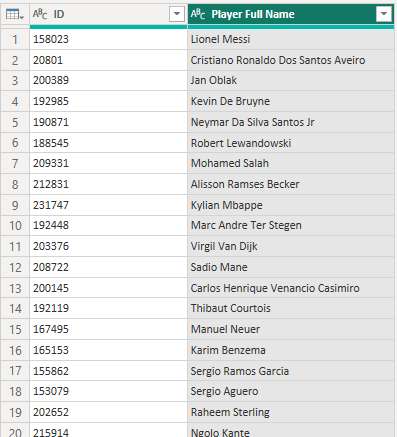 ABC ID ABC Player Full Name
1 158023 Lionel Messi
2 20801 Cristiano Ronaldo Dos Santos Aveiro
3 200389 Jan Oblak
4 192985 Kevin De Bruyne
5 190871 Neymar Da Silva Santos Jr
6 188545 Robert Lewandowski
7 209331 Mohamed Salah
8 212831 Alisson Ramses Becker
9 231747 Kylian Mbappe
10 192448 Marc Andre Ter Stegen
11 203376 Virgil Van Dijk
12 208722 Sadio Mane
13 200145 Carlos Henrique Venancio Casimiro
14 192119 Thibaut Courtois
15 167495 Manuel Neuer
16 165153 Karim Benzema
17 155862 Sergio Ramos Garcia
18 153079 Sergio Aguero
19 202652 Raheem Sterling
20 215914 Ngolo Kante